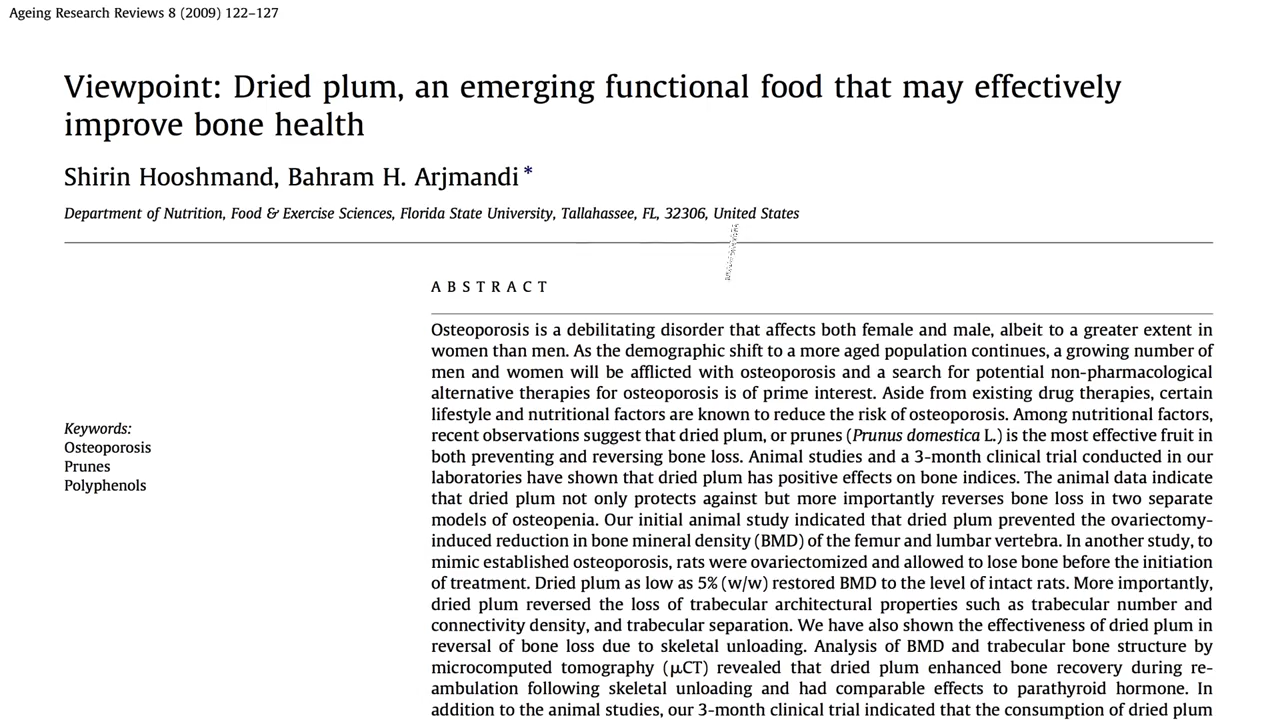 Ageing Research Reviews 8 (2009) 122–127
Viewpoint: Dried plum, an emerging functional food that may effectively
improve bone health
Shirin Hooshmand, Bahram H. Arjmandi *
Department of Nutrition, Food & Exercise Sciences, Florida State University, Tallahassee, FL, 32306, United States
ABSTRACT
Keywords:
Osteoporosis
Prunes
Polyphenols
Osteoporosis is a debilitating disorder that affects both female and male, albeit to a greater extent in
women than men. As the demographic shift to a more aged population continues, a growing number of
men and women will be afflicted with osteoporosis and a search for potential non-pharmacological
alternative therapies for osteoporosis is of prime interest. Aside from existing drug therapies, certain
lifestyle and nutritional factors are known to reduce the risk of osteoporosis. Among nutritional factors,
recent observations suggest that dried plum, or prunes (Prunus domestica L.) is the most effective fruit in
both preventing and reversing bone loss. Animal studies and a 3-month clinical trial conducted in our
laboratories have shown that dried plum has positive effects on bone indices. The animal data indicate
that dried plum not only protects against but more importantly reverses bone loss in two separate
models of osteopenia. Our initial animal study indicated that dried plum prevented the ovariectomy-
induced reduction in bone mineral density (BMD) of the femur and lumbar vertebra. In another study, to
mimic established osteoporosis, rats were ovariectomized and allowed to lose bone before the initiation
of treatment. Dried plum as low as 5% (w/w) restored BMD to the level of intact rats. More importantly,
dried plum reversed the loss of trabecular architectural properties such as trabecular number and
connectivity density, and trabecular separation. We have also shown the effectiveness of dried plum in
reversal of bone loss due to skeletal unloading. Analysis of BMD and trabecular bone structure by
microcomputed tomography (μCT) revealed that dried plum enhanced bone recovery during re-
ambulation following skeletal unloading and had comparable effects to parathyroid hormone. In
addition to the animal studies, our 3-month clinical trial indicated that the consumption of dried plum